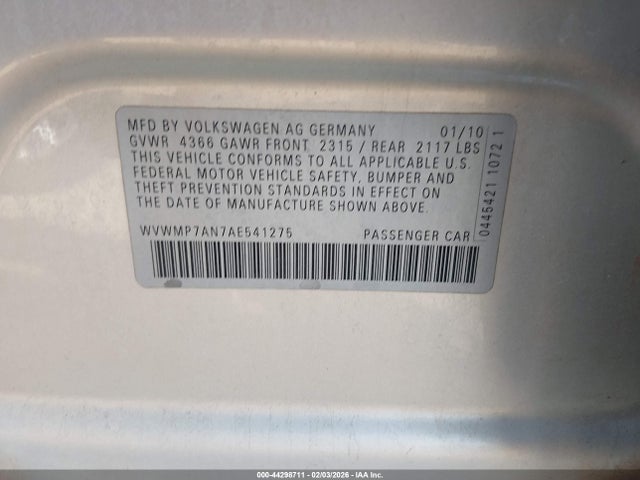 MFD BY VOLKSWAGEN AG GERMANY 01/10
GVWR 4366 GAWR FRONT 2315 / REAR 2117 LBS
THIS VEHICLE CONFORMS TO ALL APPLICABLE U.S.
FEDERAL MOTOR VEHICLE SAFETY, BUMPER AND
THEFT PREVENTION STANDARDS IN EFFECT ON
THE DATE OF MANUFACTURE SHOWN ABOVE.
WVWMP7AN7AE541275 PASSENGER CAR
0445421 1072 1
000-44298711 - 02/03/2026 - IAA Inc.